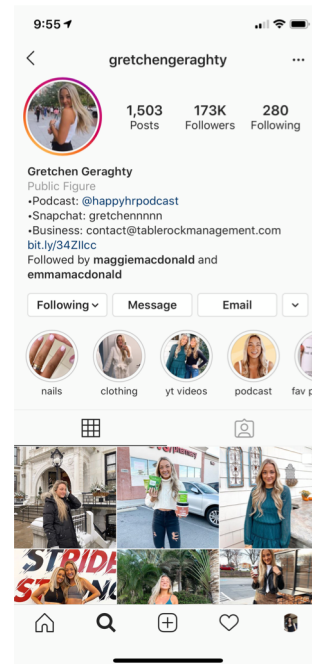 9:55
gretchengeraghty
1,503 173K 280
Posts Followers Following
Gretchen Geraghty
Public Figure
•Podcast: @happyhrpodcast
•Snapchat: gretchennnnn
•Business: contact@tablerockmanagement.com
bit.ly/34ZIlcc
Followed by maggiemacdonald and
emmamacdonald
Following Message Email
nails clothing yt videos podcast fav p
STRIDE